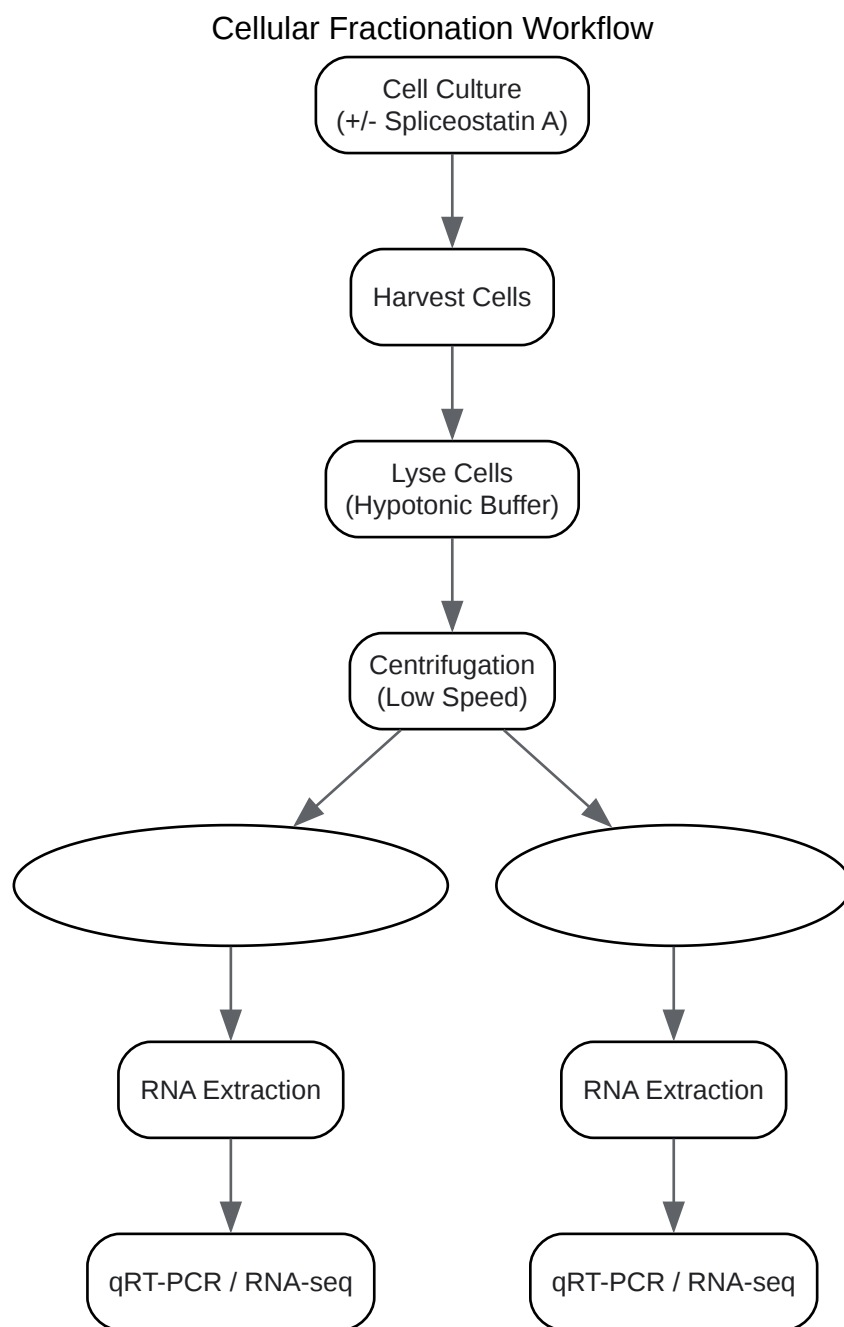 Cellular Fractionation Workflow
Cell Culture
(+/- Spliceostatin A)
Harvest Cells
Lyse Cells
(Hypotonic Buffer)
Centrifugation
(Low Speed)
RNA Extraction
RNA Extraction
qRT-PCR / RNA-seq
qRT-PCR / RNA-seq